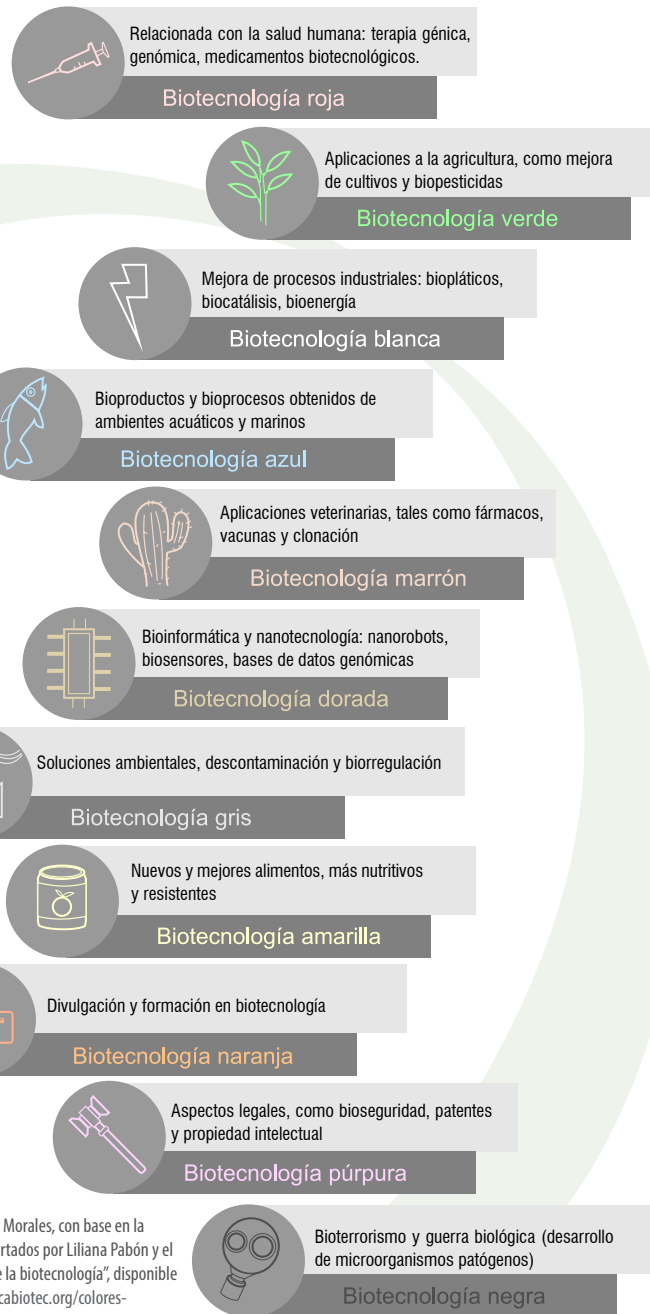 Relacionada con la salud humana: terapia génica,
genómica, medicamentos biotecnológicos.
Biotecnología roja
Aplicaciones a la agricultura, como mejora
de cultivos y biopesticidas
Biotecnología verde
Mejora de procesos industriales: biopláticos,
biocatálisis, bioenergía
Biotecnología blanca
Bioproductos y bioprocesos obtenidos de
ambientes acuáticos y marinos
Biotecnología azul
Aplicaciones veterinarias, tales como fármacos,
vacunas y clonación
Biotecnología marrón
Bioinformática y nanotecnología: nanorobots,
biosensores, bases de datos genómicas
Biotecnología dorada
Soluciones ambientales, descontaminación y biorregulación
Biotecnología gris
Nuevos y mejores alimentos, más nutritivos
y resistentes
Biotecnología amarilla
Divulgación y formación en biotecnología
Biotecnología naranja
Aspectos legales, como bioseguridad, patentes
y propiedad intelectual
Biotecnología púrpura
Morales, con base en la
rtados por Liliana Pabón y el
la biotecnología”, disponible
cabiotec.org/colores-
Bioterrorismo y guerra biológica (desarrollo
de microorganismos patógenos)
Biotecnología negra